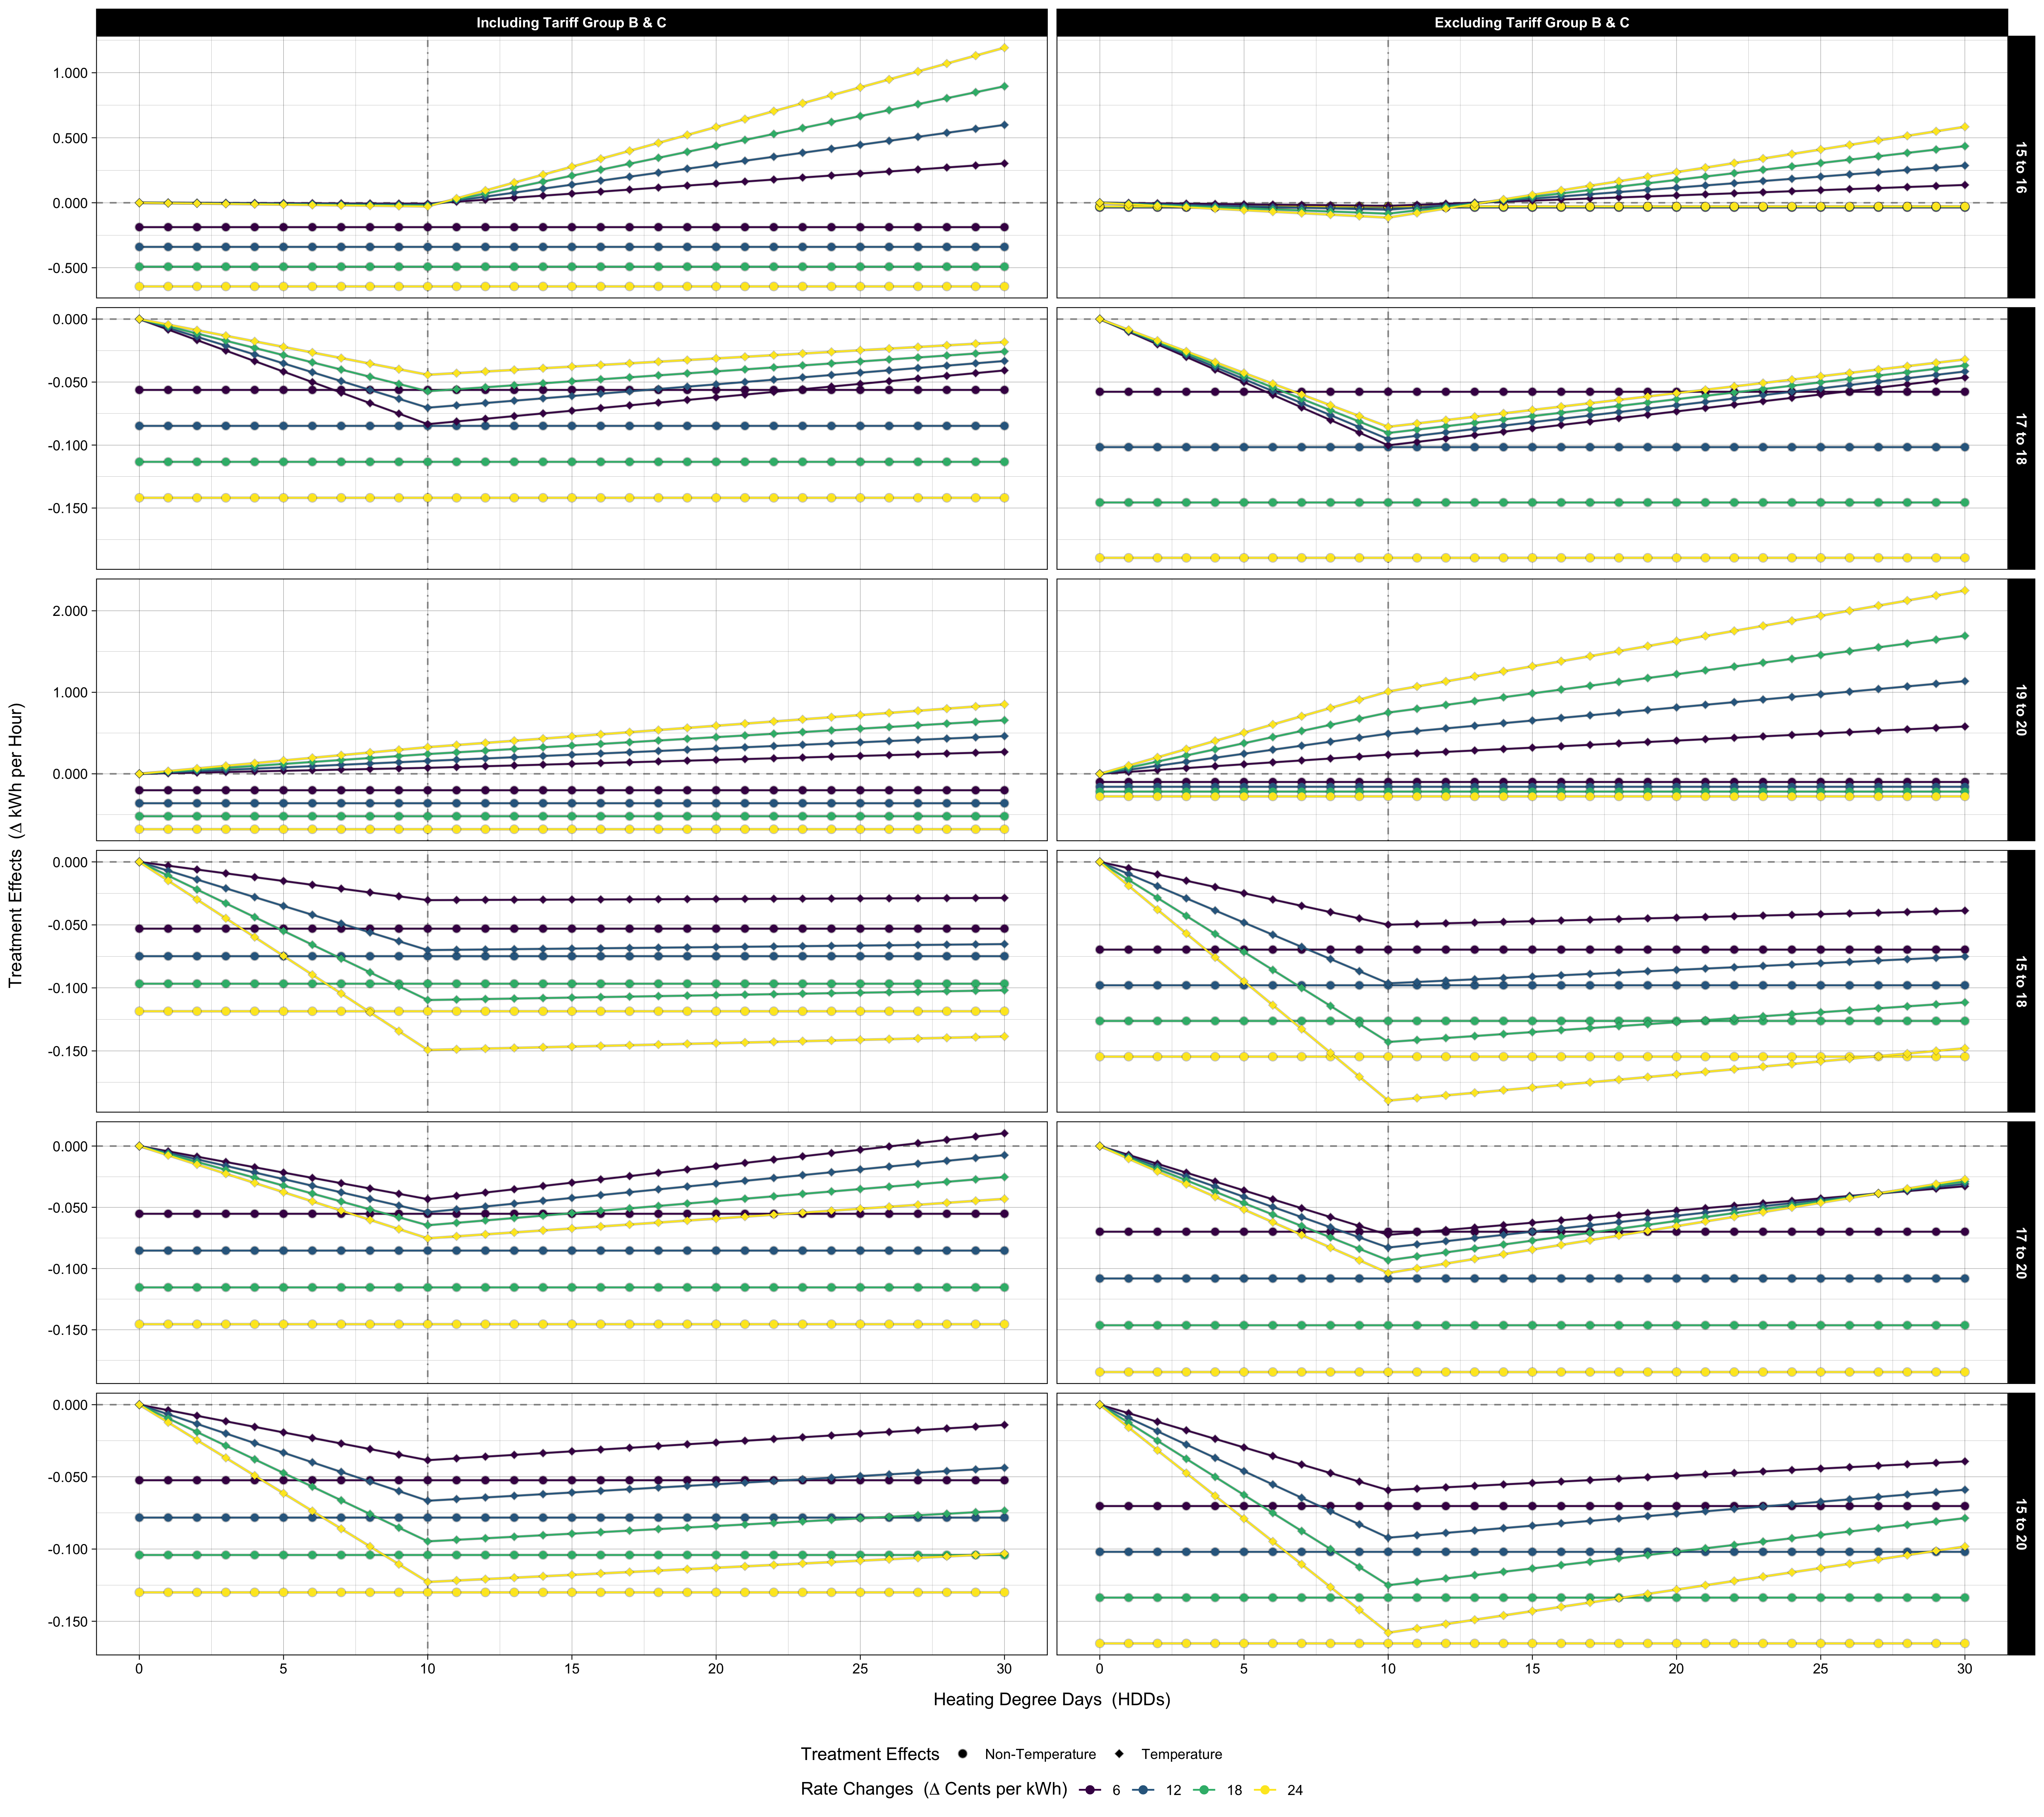 Including Tariff Group B & C
Excluding Tariff Group B & C
1.000
0.500
0.000
-0.500
15 to 16
0.000
-0.050
-0.100
-0.150
17 to 18
2.000
1.000
0.000
19 to 20
0.000
-0.050
-0.100
-0.150
15 to 18
0.000
-0.050
-0.100
-0.150
17 to 20
0.000
-0.050
-0.100
-0.150
15 to 20
Treatment Effects (Δ kWh per Hour)
0 5 10 15 20 25 30
0 5 10 15 20 25 30
Heating Degree Days (HDDs)
Treatment Effects Non-Temperature Temperature
Rate Changes (Δ Cents per kWh) 6 12 18 24